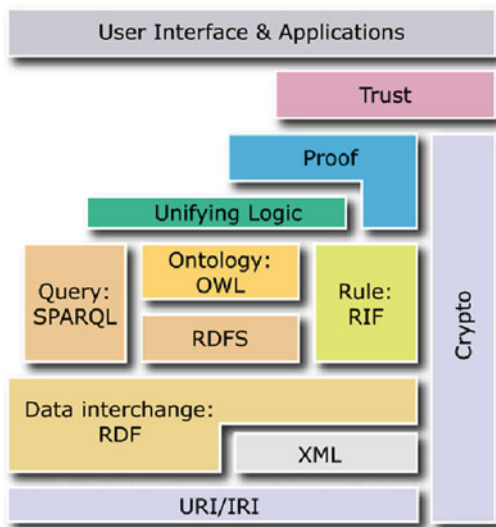 User Interface & Applications
Trust
Proof
Unifying Logic
Query:
SPARQL
Ontology:
OWL
RDFS
Rule:
RIF
Crypto
Data interchange:
RDF
XML
URI/IRI